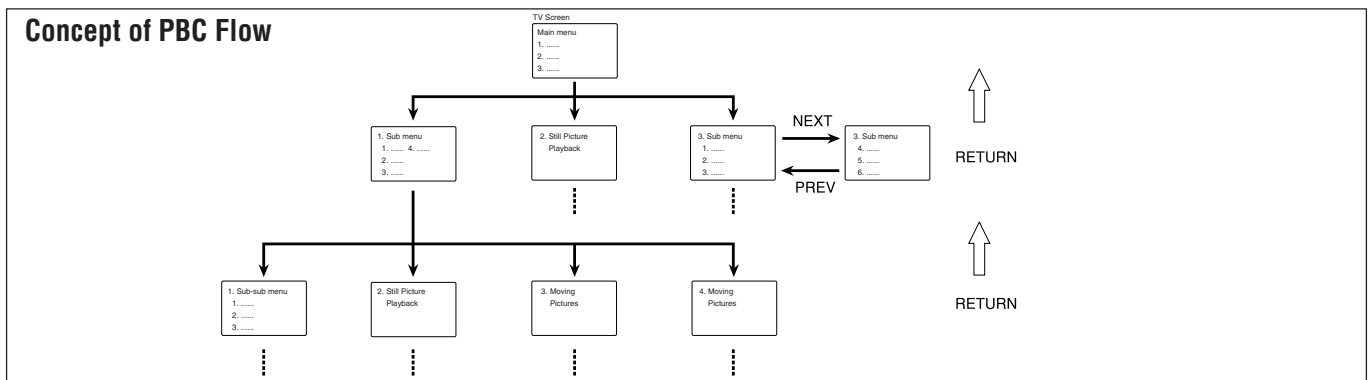 Concept of PBC Flow
TV Screen
Main menu
1. ......
2. ......
3. ......
1. Sub menu
1. ...... 4. ......
2. ......
3. ......
2. Still Picture
Playback
3. Sub menu
1. ......
2. ......
3. ......
NEXT
PREV
3. Sub menu
4. ......
5. ......
6. ......
RETURN
1. Sub-sub menu
1. ......
2. ......
3. ......
2. Still Picture
Playback
3. Moving
Pictures
4. Moving
Pictures
RETURN